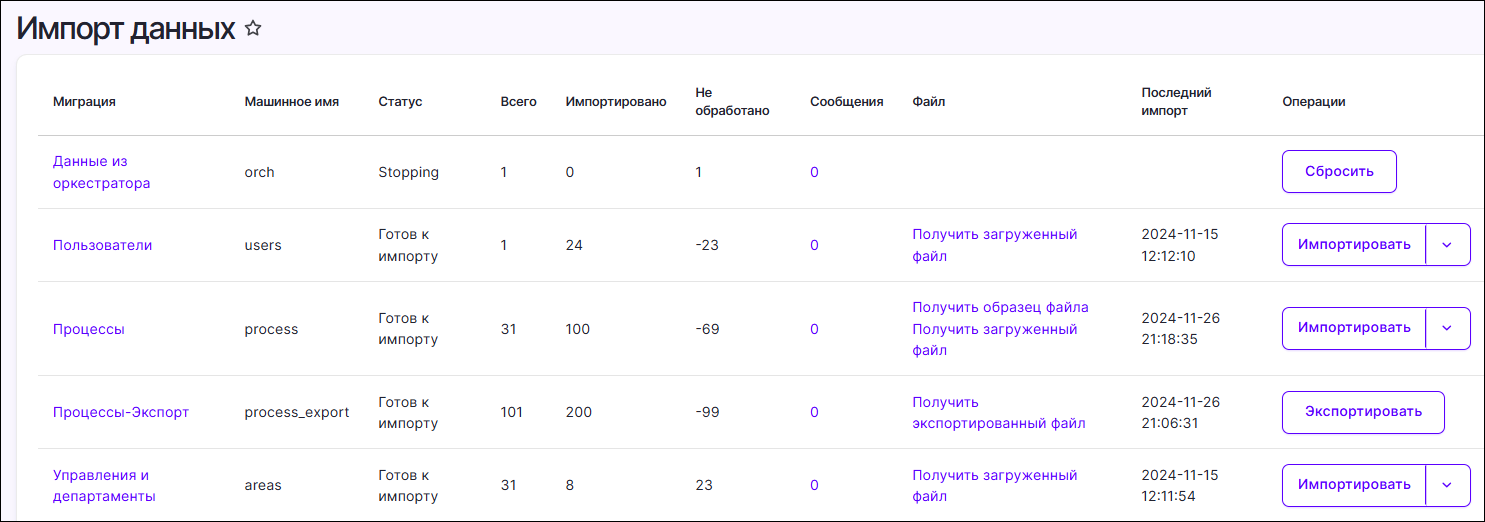 Импорт данных
Миграция Машинное имя Статус Всего Импортировано Не обработано Сообщения Файл Последний импорт Операции
Данные из оркестратора orch Stopping 1 0 1 0 Сбросить
Пользователи users Готов к импорту 1 24 -23 0 Получить загруженный файл 2024-11-15 12:12:10 Импортировать
Процессы process Готов к импорту 31 100 -69 0 Получить образец файла Получить загруженный файл 2024-11-26 21:18:35 Импортировать
Процессы-Экспорт process_export Готов к импорту 101 200 -99 0 Получить экспортированный файл 2024-11-26 21:06:31 Экспортировать
Управления и департаменты areas Готов к импорту 31 8 23 0 Получить загруженный файл 2024-11-15 12:11:54 Импортировать